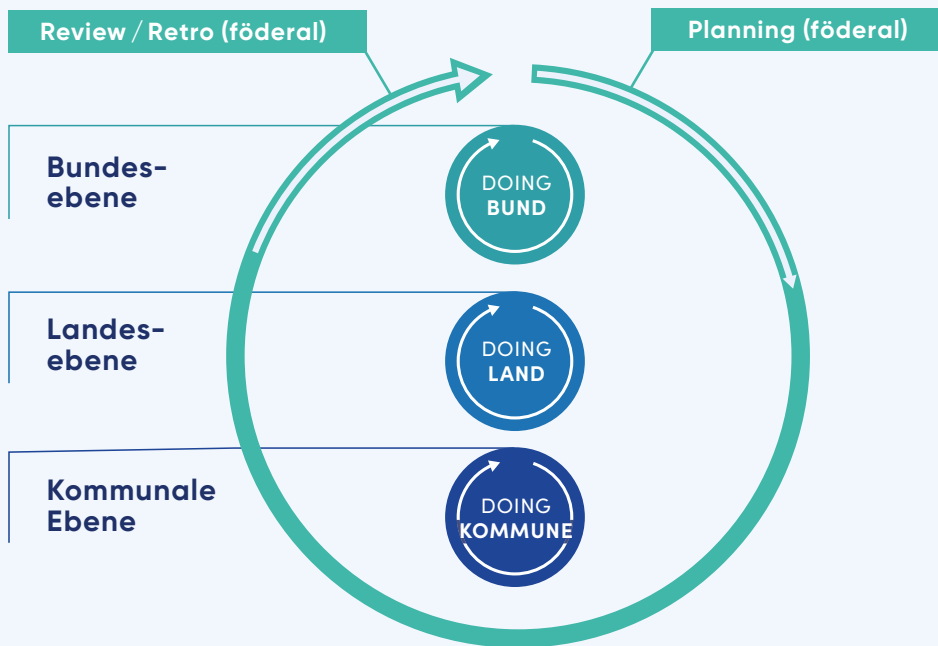 Review / Retro (föderal)
Planning (föderal)
Bundes-
ebene
DOING
BUND
Landes-
ebene
DOING
LAND
Kommunale
Ebene
DOING
KOMMUNE